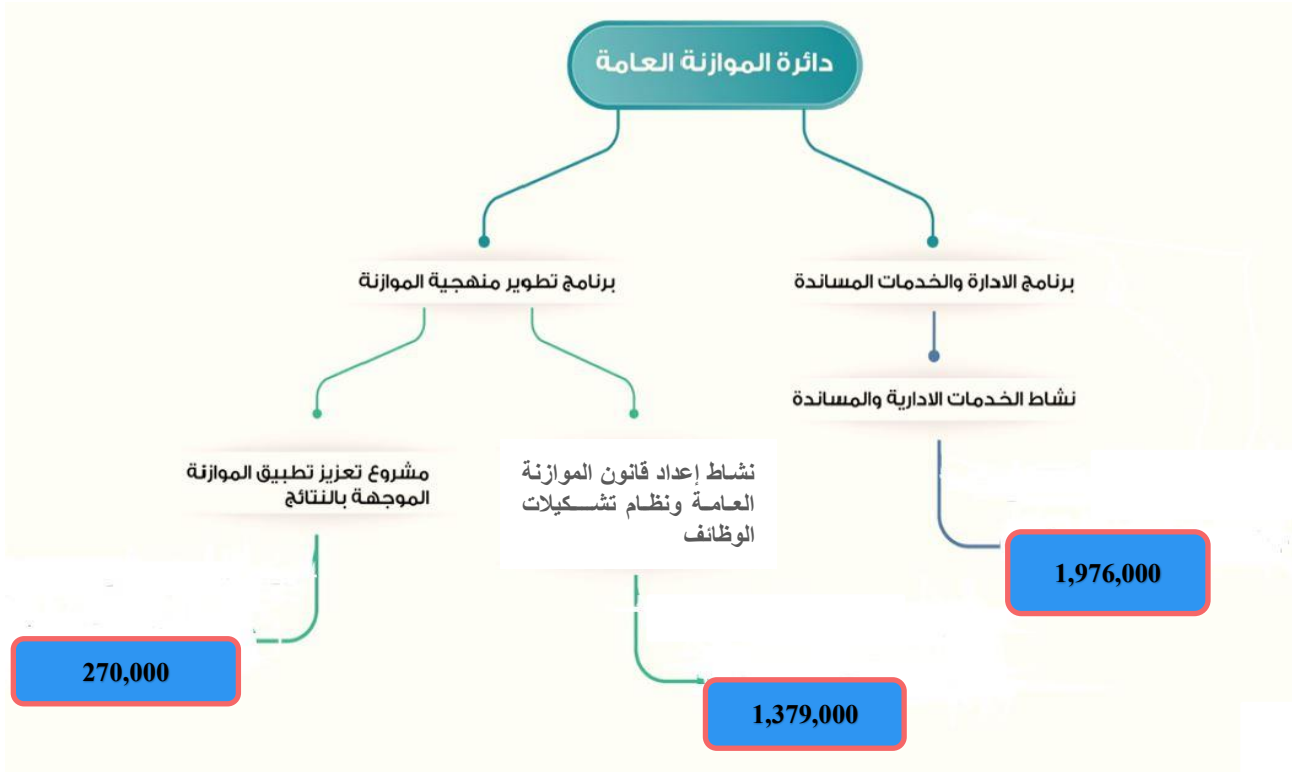 دائرة الموازنة العامة
برنامج الادارة والخدمات المساندة
برنامج تطوير منهجية الموازنة
نشاط الخدمات الادارية والمساندة
نشاط إعداد قانون الموازنة
العامة ونظام تشكيلات
الوظائف
مشروع تعزيز تطبيق الموازنة
الموجهة بالنتائج
1,976,000
1,379,000
270,000